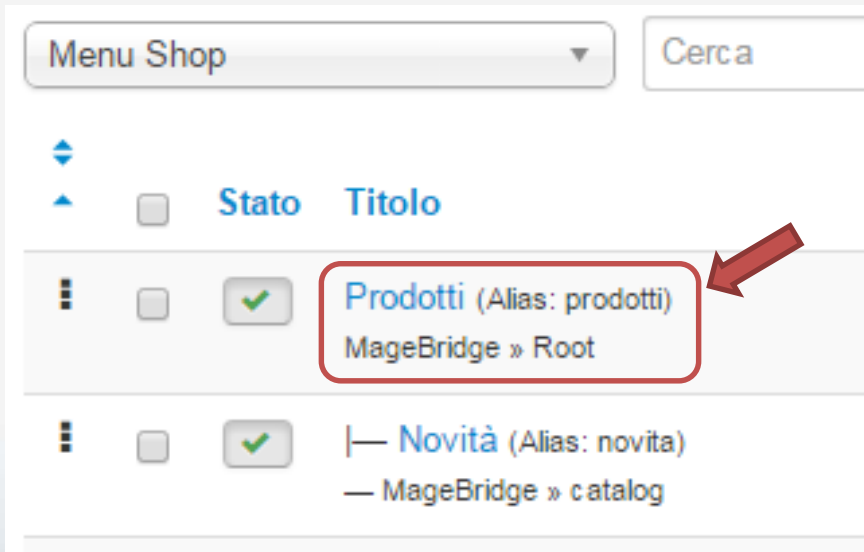 Menu Shop
Cerca
Stato Titolo
Prodotti (Alias: prodotti)
MageBridge » Root
|— Novità (Alias: novita)
— MageBridge » catalog